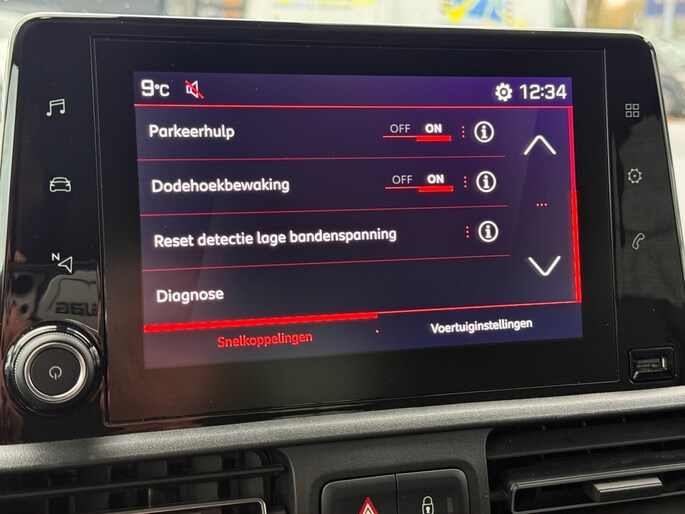 9°C 12:34
Parkeerhulp OFF ON
Dodehoekbewaking OFF ON
Reset detectie lage bandenspanning
Diagnose
Snelkoppelingen Voertuiginstellingen
N